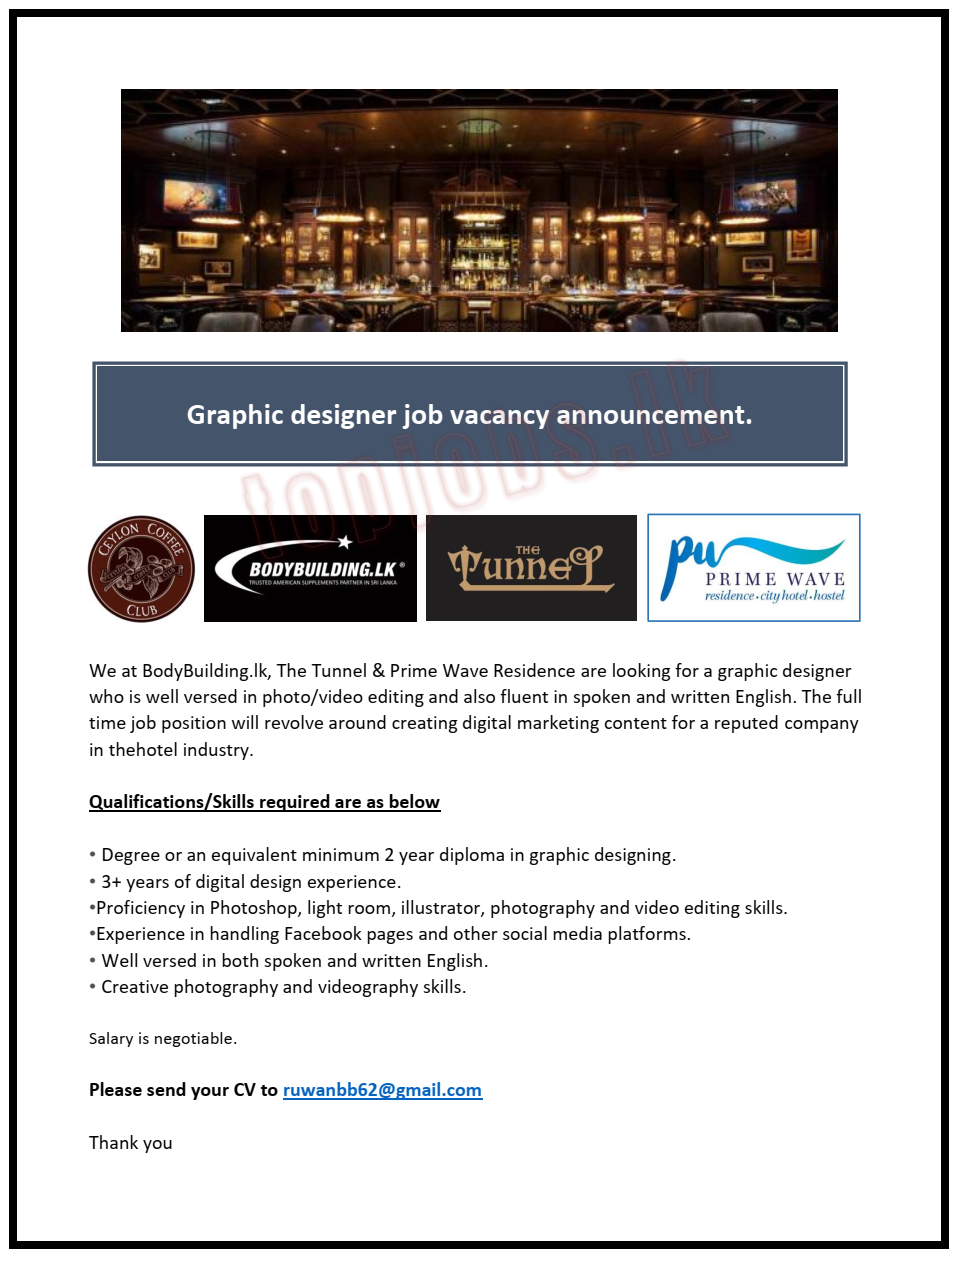 Graphic designer job vacancy announcement.
topjobs.lk
CEYLON COFFEE
CLUB
BODYBUILDING.LK ®
TRUSTED AMERICAN SUPPLEMENTS PARTNER IN SRI LANKA
THE
Tunnel
pw
PRIME WAVE
residence • city hotel • hostel
We at BodyBuilding.lk, The Tunnel & Prime Wave Residence are looking for a graphic designer
who is well versed in photo/video editing and also fluent in spoken and written English. The full
time job position will revolve around creating digital marketing content for a reputed company
in thehotel industry.
Qualifications/Skills required are as below
• Degree or an equivalent minimum 2 year diploma in graphic designing.
• 3+ years of digital design experience.
•Proficiency in Photoshop, light room, illustrator, photography and video editing skills.
•Experience in handling Facebook pages and other social media platforms.
• Well versed in both spoken and written English.
• Creative photography and videography skills.
Salary is negotiable.
Please send your CV to ruwanbb62@gmail.com
Thank you